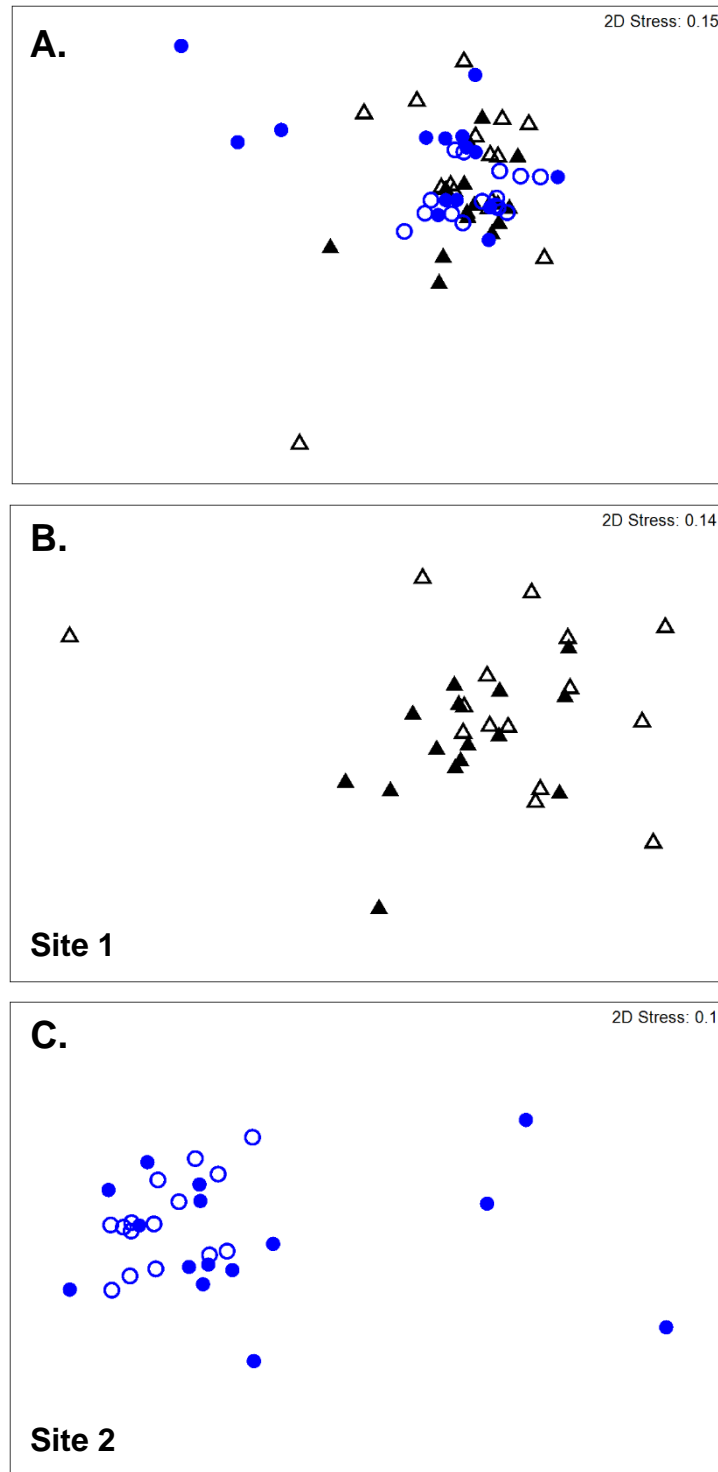 A.
2D Stress: 0.15
B.
2D Stress: 0.14
Site 1
C.
2D Stress: 0.1
Site 2